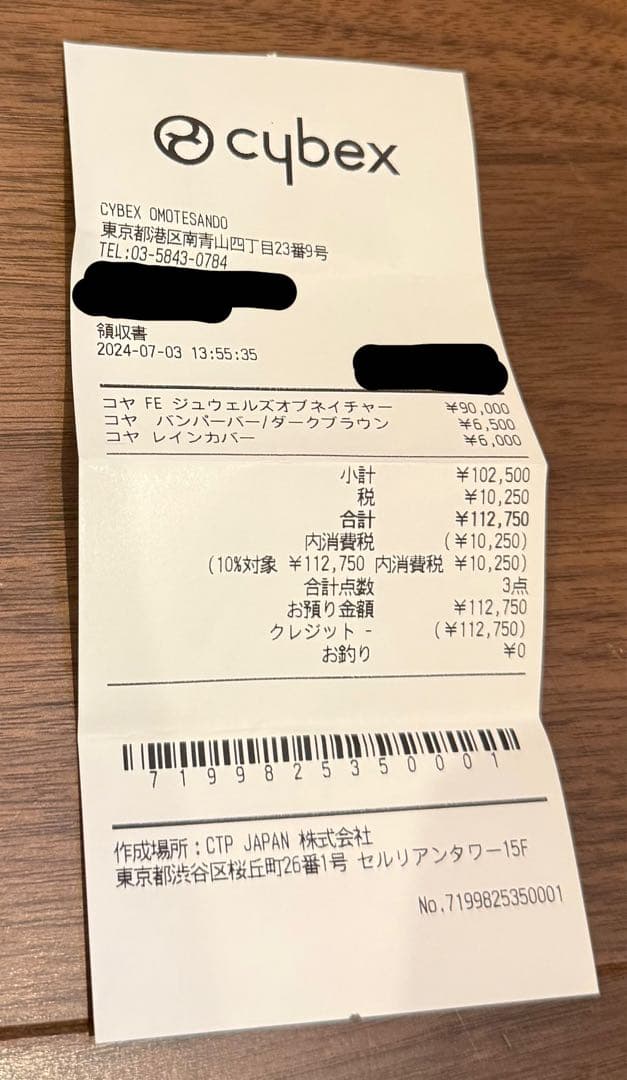 cybex
CYBEX OMOTESANDO
東京都港区南青山四丁目23番9号
TEL:03-5843-0784
領収書
2024-07-03 13:55:35
コヤ FE ジュウェルズオブネイチャー ¥90,000
コヤ バンパーバー/ダークブラウン ¥6,500
コヤ レインカバー ¥6,000
小計 ¥102,500
税 ¥10,250
合計 ¥112,750
内消費税 (¥10,250)
(10%対象 ¥112,750 内消費税 ¥10,250)
合計点数 3点
お預り金額 ¥112,750
クレジット - (¥112,750)
お釣り ¥0
7199825350001
作成場所:CTP JAPAN 株式会社
東京都渋谷区桜丘町26番1号 セルリアンタワー15F
No.7199825350001